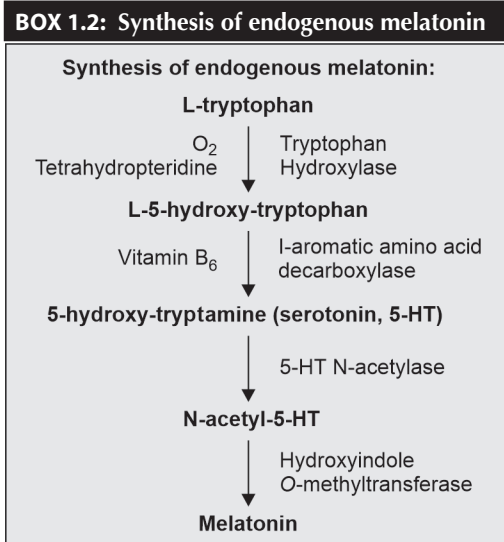 BOX 1.2: Synthesis of endogenous melatonin
Synthesis of endogenous melatonin:
L-tryptophan
O2 Tryptophan
Tetrahydropteridine Hydroxylase
L-5-hydroxy-tryptophan
Vitamin B6 l-aromatic amino acid
decarboxylase
5-hydroxy-tryptamine (serotonin, 5-HT)
5-HT N-acetylase
N-acetyl-5-HT
Hydroxyindole
O-methyltransferase
Melatonin